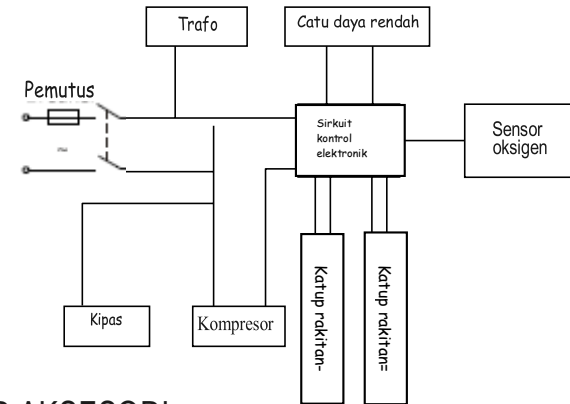 Trafo
Catu daya rendah
Pemutus
~
Sirkuit
kontrol
elektronik
Sensor
oksigen
Katup rakitan-
Katup rakitan=
Kipas
Kompresor